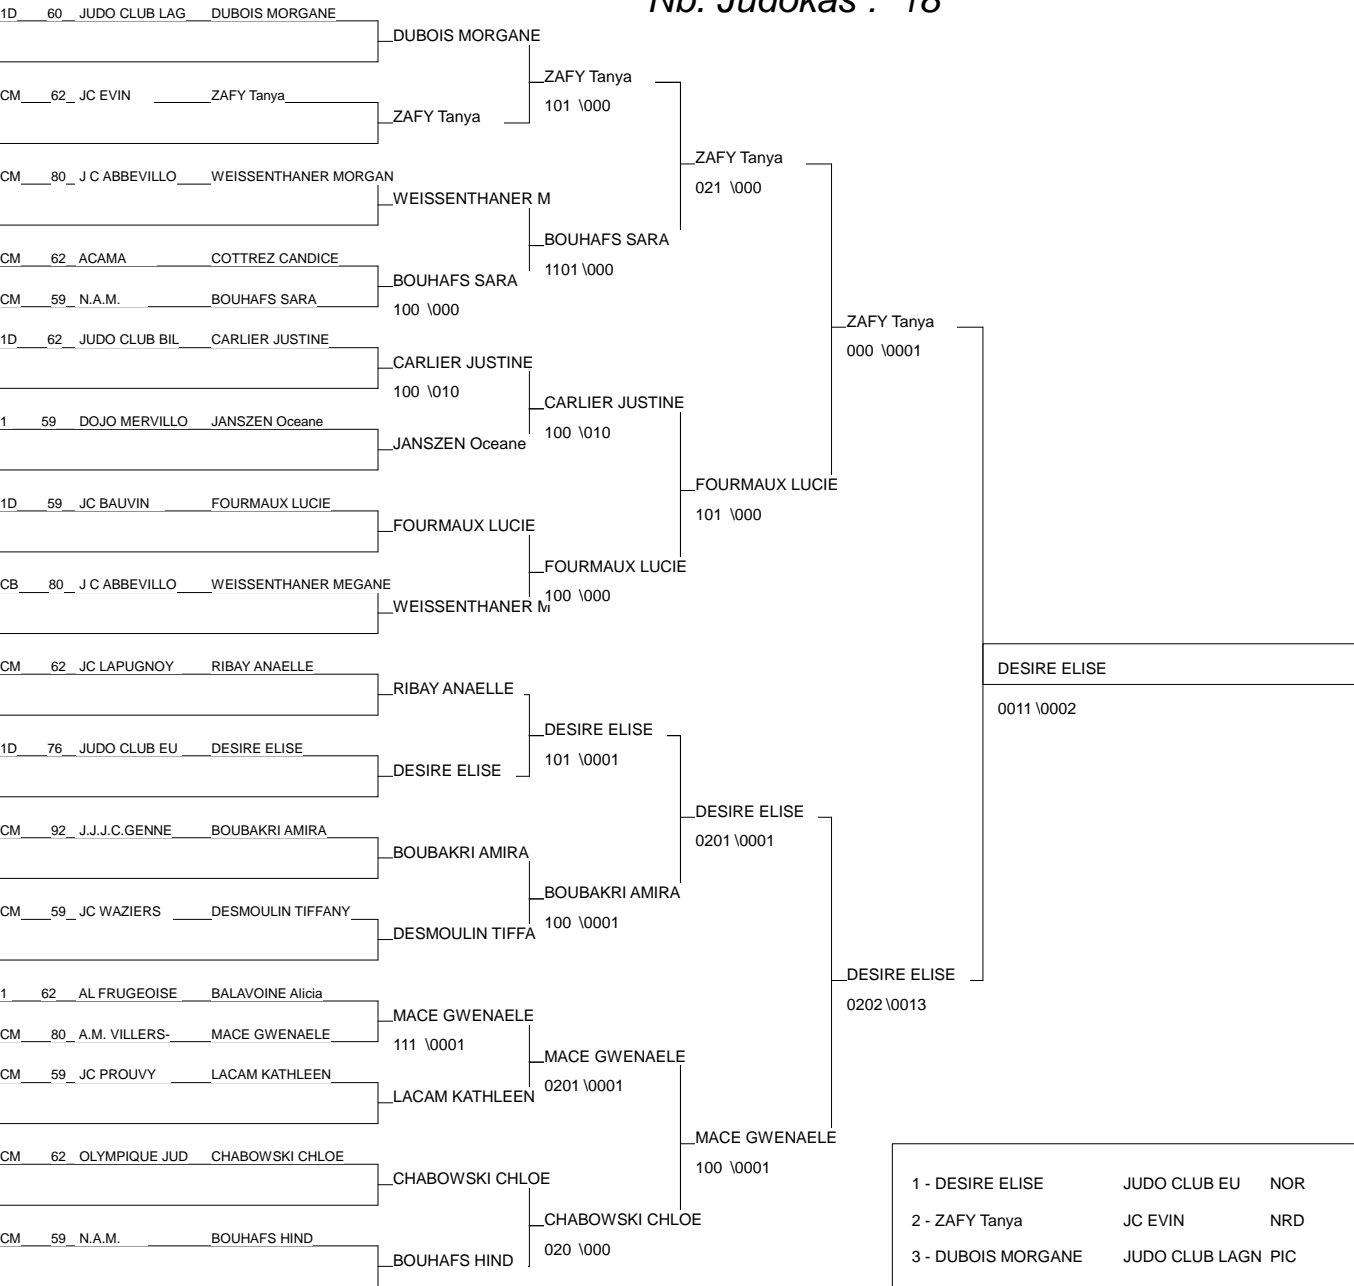 Nb. Judokas : 18
1D 60 JUDO CLUB LAG DUBOIS MORGANE
DUBOIS MORGANE
ZAFY Tanya
101 \000
CM 62 JC EVIN ZAFY Tanya
ZAFY Tanya
ZAFY Tanya
021 \000
CM 80 J C ABBEVILLO WEISSENTHANER MORGAN
WEISSENTHANER M
BOUHAFS SARA
1101 \000
CM 62 ACAMA COTTREZ CANDICE
BOUHAFS SARA
100 \000
CM 59 N.A.M. BOUHAFS SARA
ZAFY Tanya
000 \0001
1D 62 JUDO CLUB BIL CARLIER JUSTINE
CARLIER JUSTINE
100 \010
CARLIER JUSTINE
100 \010
1 59 DOJO MERVILLO JANSZEN Oceane
JANSZEN Oceane
FOURMAUX LUCIE
101 \000
1D 59 JC BAUVIN FOURMAUX LUCIE
FOURMAUX LUCIE
FOURMAUX LUCIE
100 \000
CB 80 J C ABBEVILLO WEISSENTHANER MEGANE
WEISSENTHANER M
CM 62 JC LAPUGNOY RIBAY ANAELLE
RIBAY ANAELLE
DESIRE ELISE
0011 \0002
DESIRE ELISE
101 \0001
1D 76 JUDO CLUB EU DESIRE ELISE
DESIRE ELISE
DESIRE ELISE
0201 \0001
CM 92 J.J.J.C.GENNE BOUBAKRI AMIRA
BOUBAKRI AMIRA
BOUBAKRI AMIRA
100 \0001
CM 59 JC WAZIERS DESMOULIN TIFFANY
DESMOULIN TIFFA
DESIRE ELISE
0202 \0013
1 62 AL FRUGEOISE BALAVOINE Alicia
MACE GWENAELE
111 \0001
CM 80 A.M. VILLERS- MACE GWENAELE
MACE GWENAELE
0201 \0001
CM 59 JC PROUVY LACAM KATHLEEN
LACAM KATHLEEN
MACE GWENAELE
100 \0001
CM 62 OLYMPIQUE JUD CHABOWSKI CHLOE
CHABOWSKI CHLOE
CHABOWSKI CHLOE
020 \000
CM 59 N.A.M. BOUHAFS HIND
BOUHAFS HIND
1 - DESIRE ELISE JUDO CLUB EU NOR
2 - ZAFY Tanya JC EVIN NRD
3 - DUBOIS MORGANE JUDO CLUB LAGN PIC